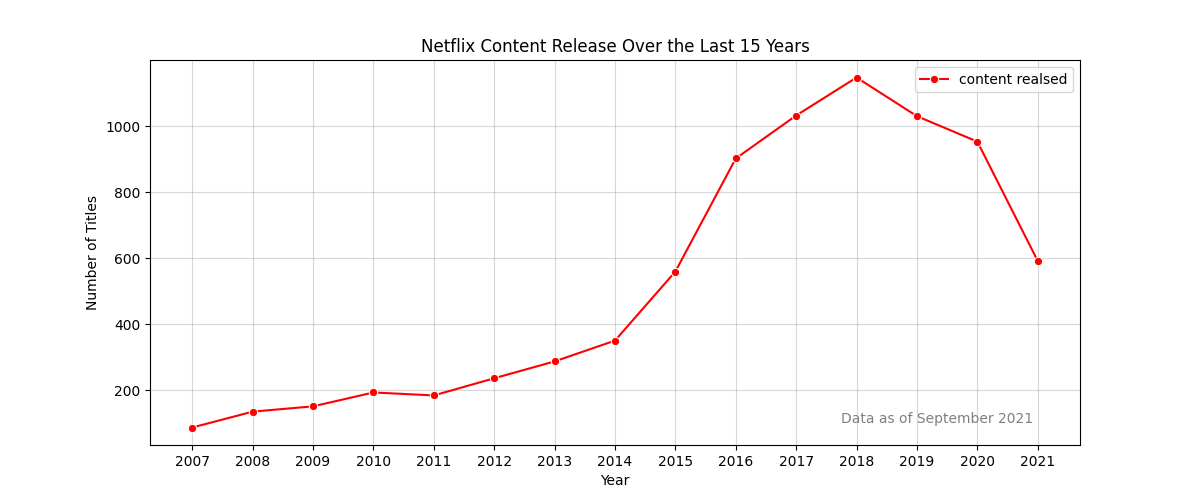 Netflix Content Release Over the Last 15 Years
content realsed
1000
800
600
400
200
Number of Titles
Data as of September 2021
2007 2008 2009 2010 2011 2012 2013 2014 2015 2016 2017 2018 2019 2020 2021
Year